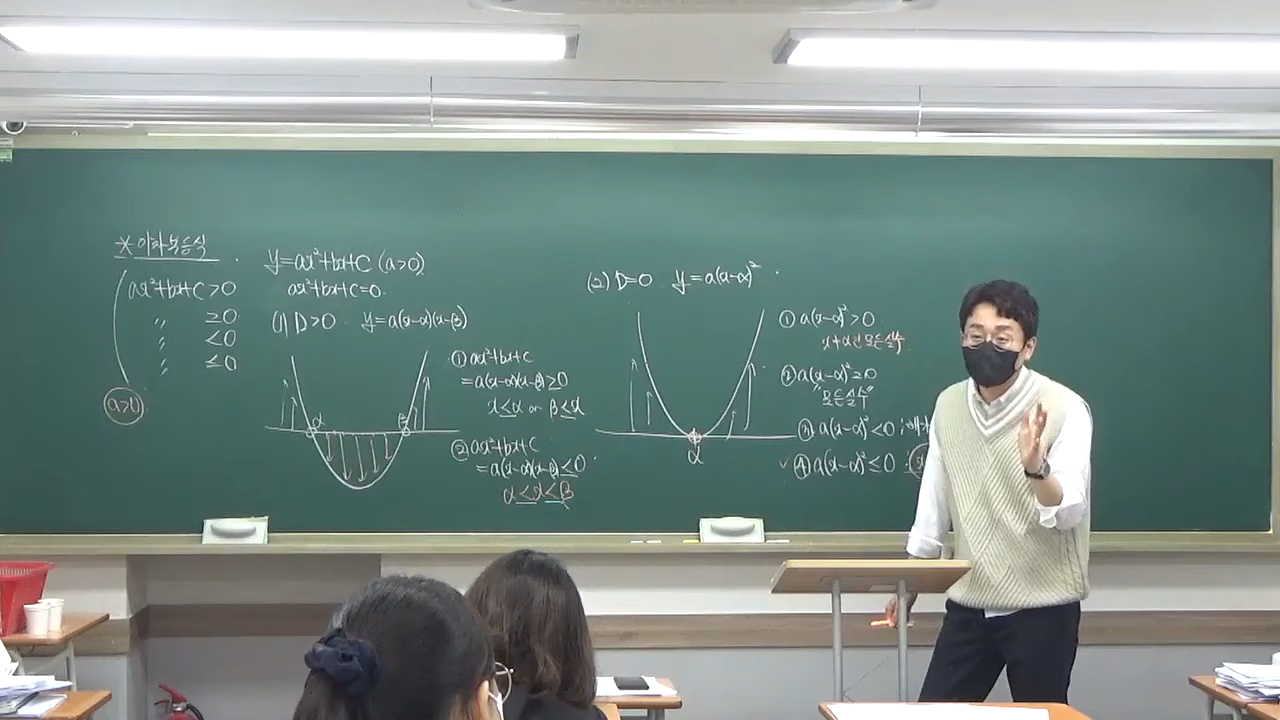 * 이차부등식
ax²+bx+c>0
〃 ≥0
〃 <0
〃 ≤0
a>0
y=ax²+bx+c (a>0)
ax²+bx+c=0.
(1) D>0 y=a(x-α)(x-β)
α β
① ax²+bx+c
=a(x-α)(x-β)≥0
x≤α or β≤x
② ax²+bx+c
=a(x-α)(x-β)≤0
α≤x≤β
(2) D=0 y=a(x-α)²
α
① a(x-α)²>0
x≠α인 모든실수
② a(x-α)²≥0
"모든실수"
③ a(x-α)²<0 :
✓ ④ a(x-α)²≤0 :